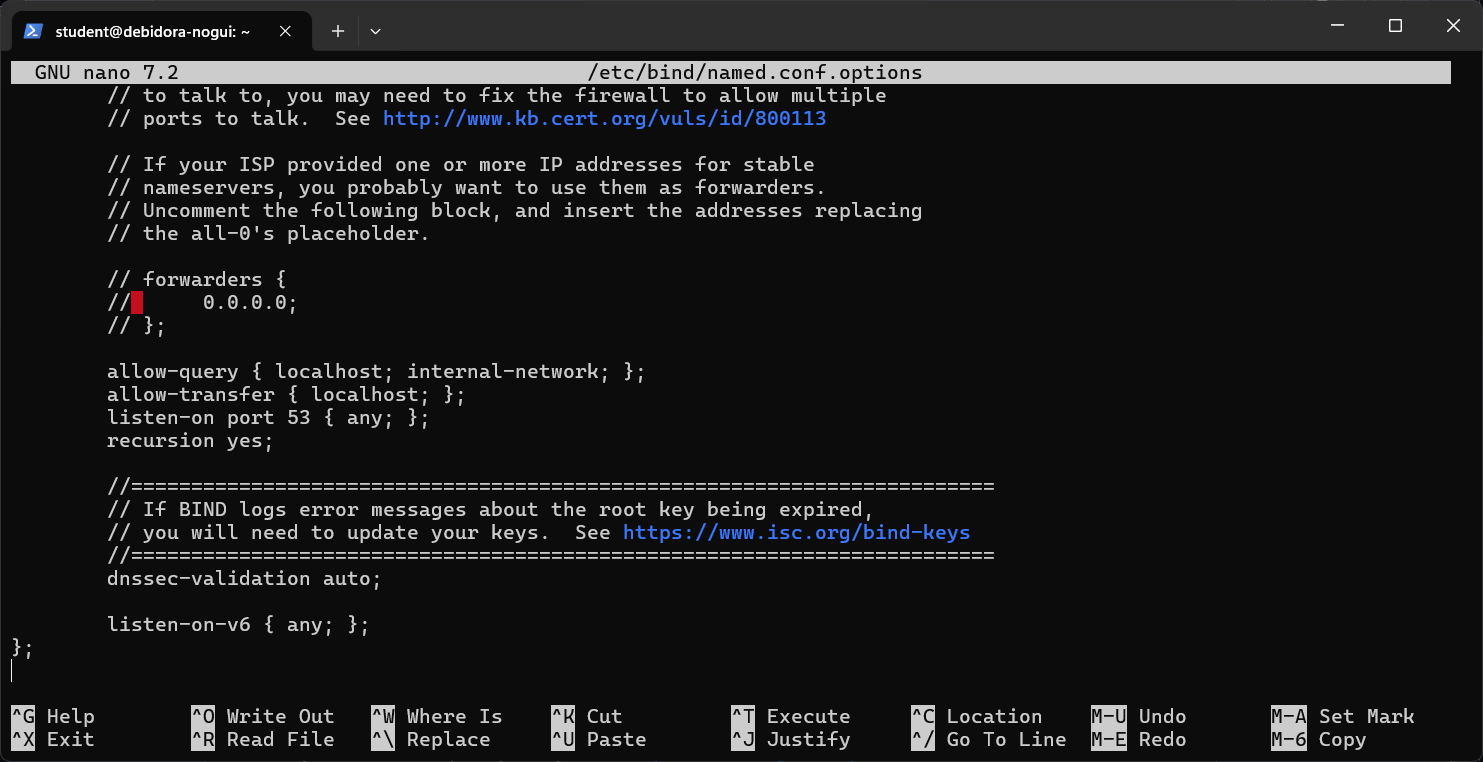 student@debidora-nogui: ~
GNU nano 7.2 /etc/bind/named.conf.options
// to talk to, you may need to fix the firewall to allow multiple
// ports to talk.  See http://www.kb.cert.org/vuls/id/800113
// If your ISP provided one or more IP addresses for stable
// nameservers, you probably want to use them as forwarders.
// Uncomment the following block, and insert the addresses replacing
// the all-0's placeholder.
// forwarders {
//      0.0.0.0;
// };
allow-query { localhost; internal-network; };
allow-transfer { localhost; };
listen-on port 53 { any; };
recursion yes;
//========================================================================
// If BIND logs error messages about the root key being expired,
// you will need to update your keys.  See https://www.isc.org/bind-keys
//========================================================================
dnssec-validation auto;
listen-on-v6 { any; };
};
^G Help ^O Write Out ^W Where Is ^K Cut ^T Execute ^C Location M-U Undo M-A Set Mark
^X Exit ^R Read File ^\ Replace ^U Paste ^J Justify ^/ Go To Line M-E Redo M-6 Copy